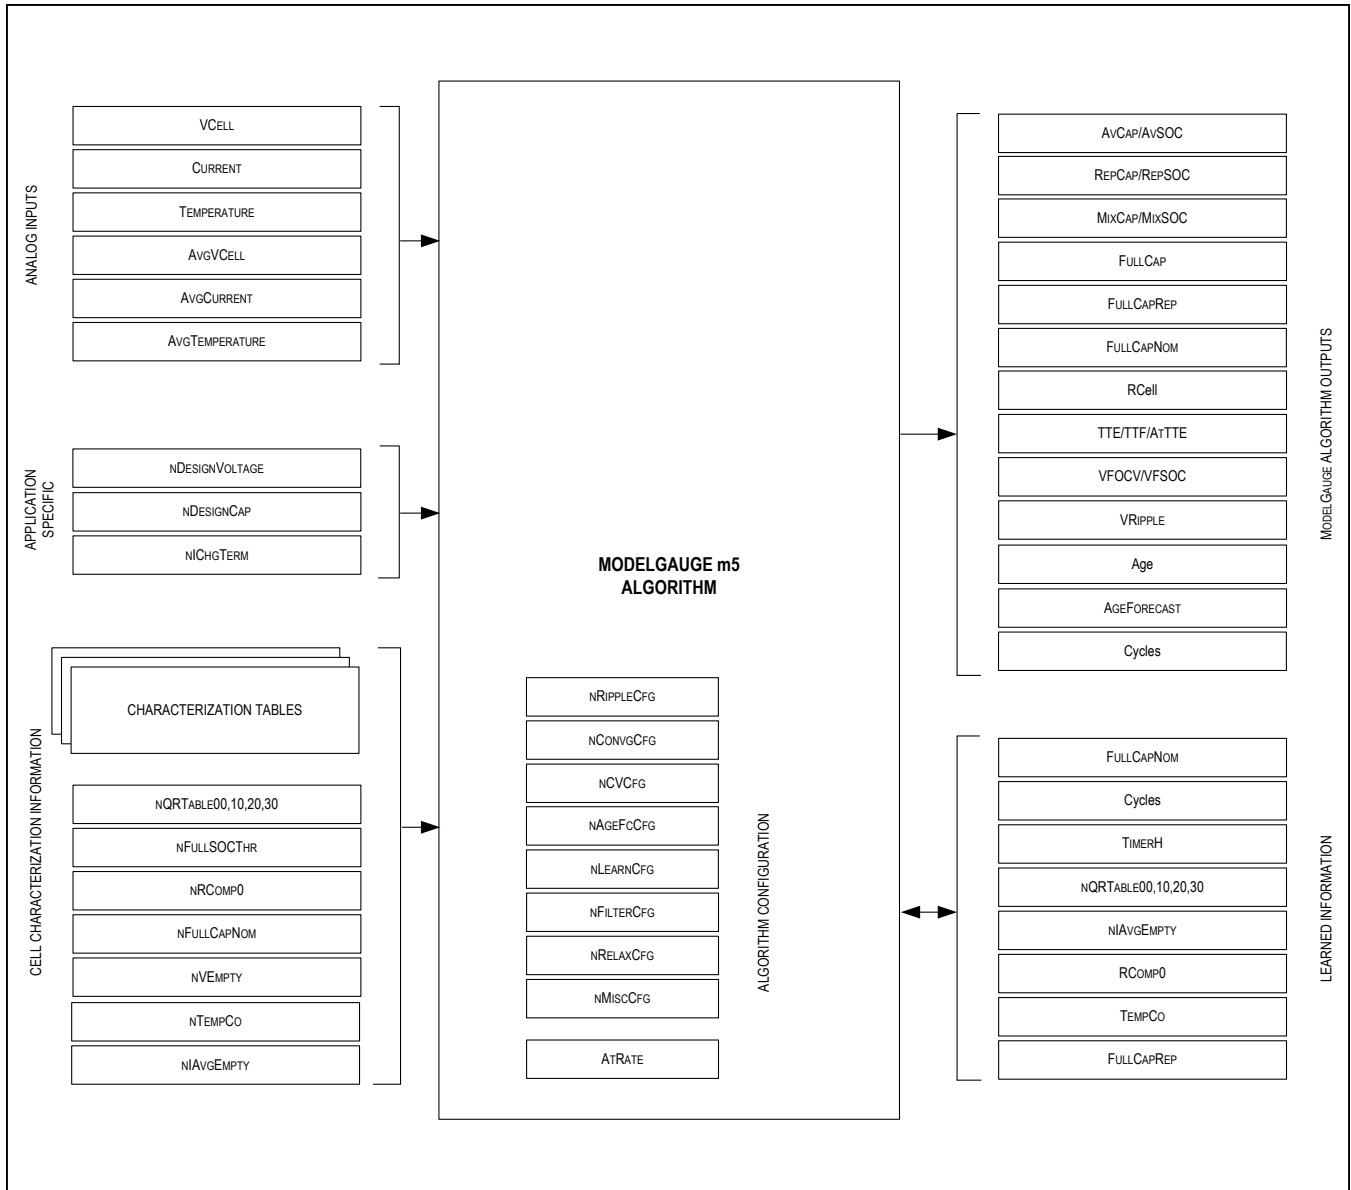 ANALOG INPUTS
VCELL
CURRENT
TEMPERATURE
AVGVCELL
AVGCURRENT
AVGTEMPERATURE
APPLICATION
SPECIFIC
NDESIGNVOLTAGE
NDESIGNCAP
NICHGTERM
CELL CHARACTERIZATION INFORMATION
CHARACTERIZATION TABLES
NQRTABLE00,10,20,30
NFULLSOCTHR
NRCOMP0
NFULLCAPNOM
NVEMPTY
NTEMPCO
NIAVGEMPTY
MODELGAUGE m5
ALGORITHM
NRIPPLECFG
NCONVGCFG
NCVCFG
NAGEFCCFG
NLEARNCFG
NFILTERCFG
NRELAXCFG
NMISCCFG
ATRATE
ALGORITHM CONFIGURATION
AVCAP/AVSOC
REPCAP/REPSOC
MIXCAP/MIXSOC
FULLCAP
FULLCAPREP
FULLCAPNOM
RCell
TTE/TTF/ATTTE
VFOCV/VFSOC
VRIPPLE
Age
AGEFORECAST
Cycles
MODELGAUGE ALGORITHM OUTPUTS
FULLCAPNOM
Cycles
TIMERH
NQRTABLE00,10,20,30
NIAVGEMPTY
RCOMP0
TEMPCO
FULLCAPREP
LEARNED INFORMATION